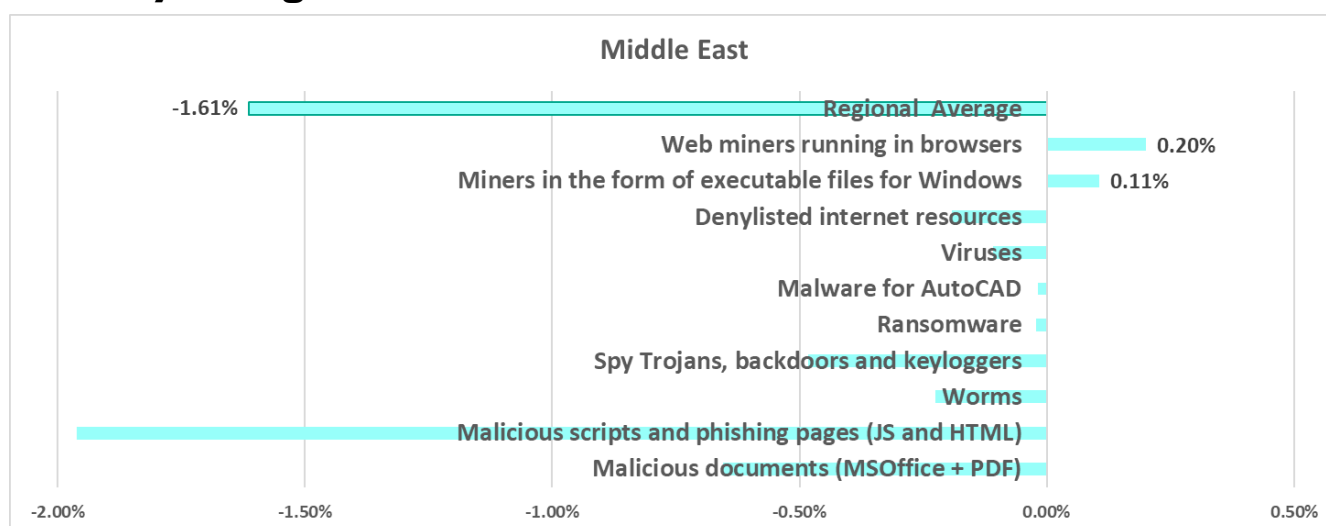 Middle East
-1.61% Regional  Average
Web miners running in browsers 0.20%
Miners in the form of executable files for Windows 0.11%
Denylisted internet resources
Viruses
Malware for AutoCAD
Ransomware
Spy Trojans, backdoors and keyloggers
Worms
Malicious scripts and phishing pages (JS and HTML)
Malicious documents (MSOffice + PDF)
-2.00% -1.50% -1.00% -0.50% 0.00% 0.50%